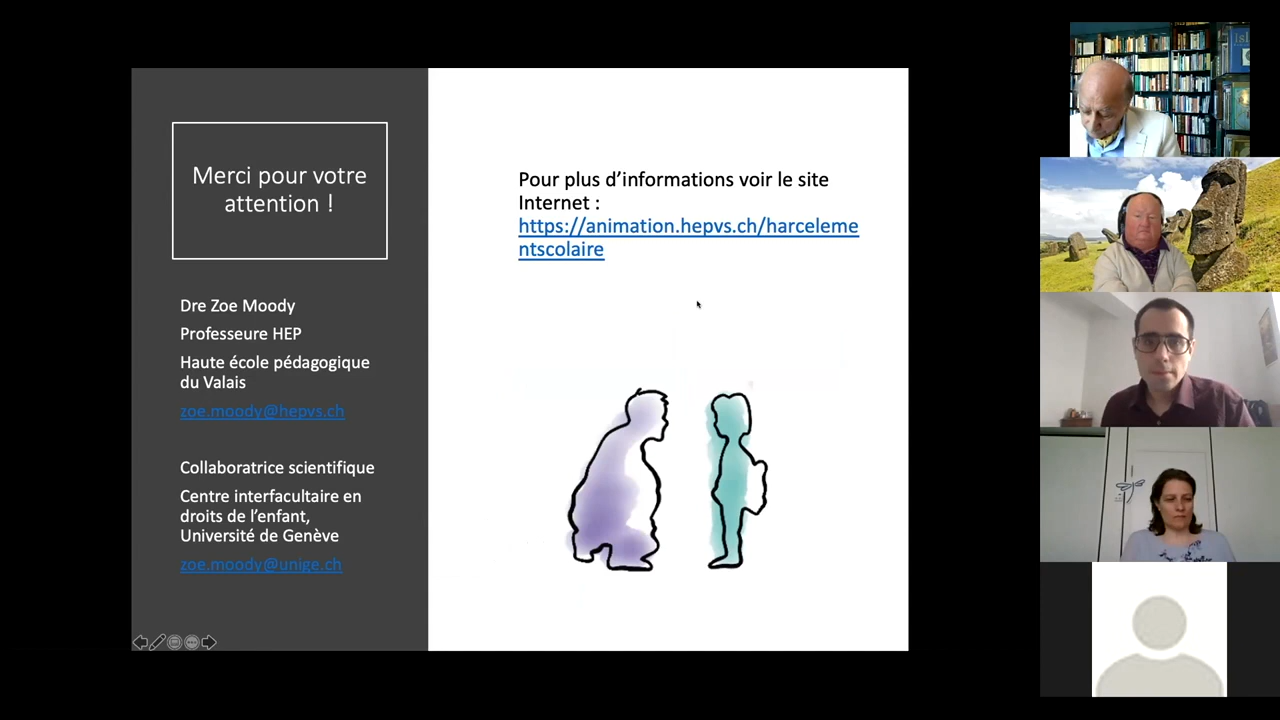 Merci pour votre
attention !
Dre Zoe Moody
Professeure HEP
Haute école pédagogique
du Valais
zoe.moody@hepvs.ch
Collaboratrice scientifique
Centre interfacultaire en
droits de l’enfant,
Université de Genève
zoe.moody@unige.ch
Pour plus d’informations voir le site
Internet :
https://animation.hepvs.ch/harceleme
ntscolaire